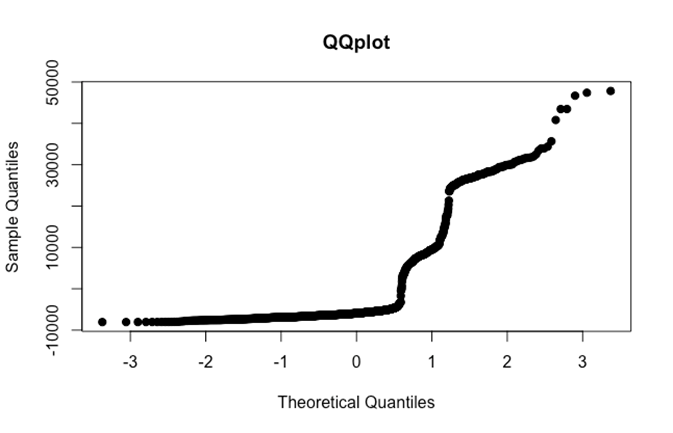 QQplot
50000
30000
10000
-10000
Sample Quantiles
-3 -2 -1 0 1 2 3
Theoretical Quantiles